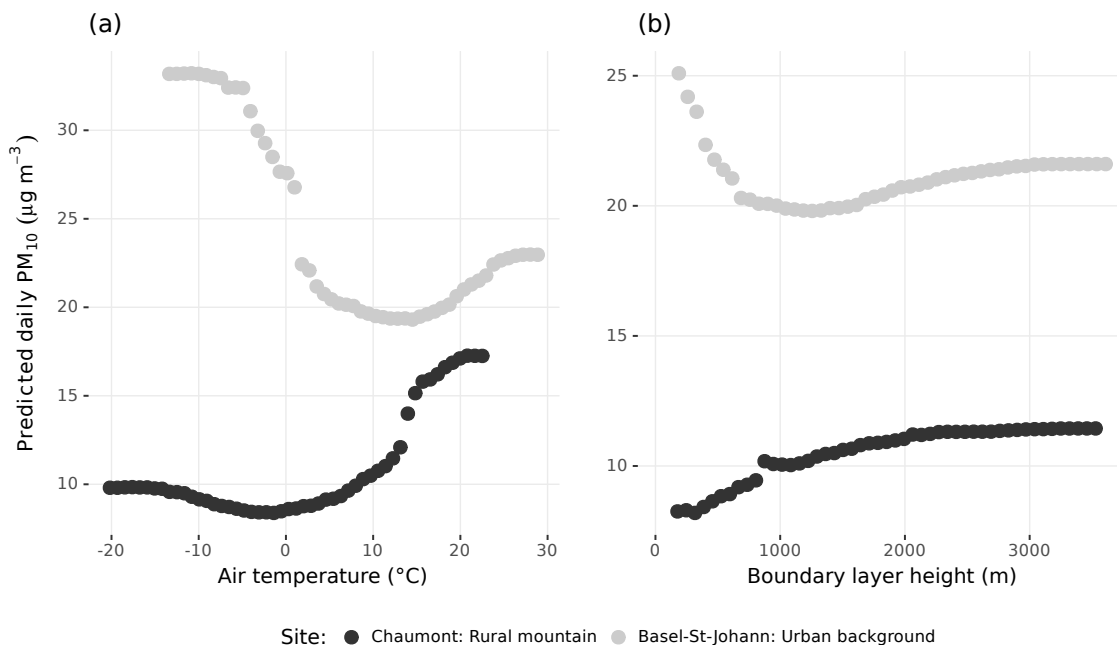 (a)
(b)
Predicted daily PM₁₀ (μg m⁻³)
30
25
20
15
10
-20 -10 0 10 20 30
Air temperature (°C)
25
20
15
10
0 1000 2000 3000
Boundary layer height (m)
Site: Chaumont: Rural mountain Basel-St-Johann: Urban background